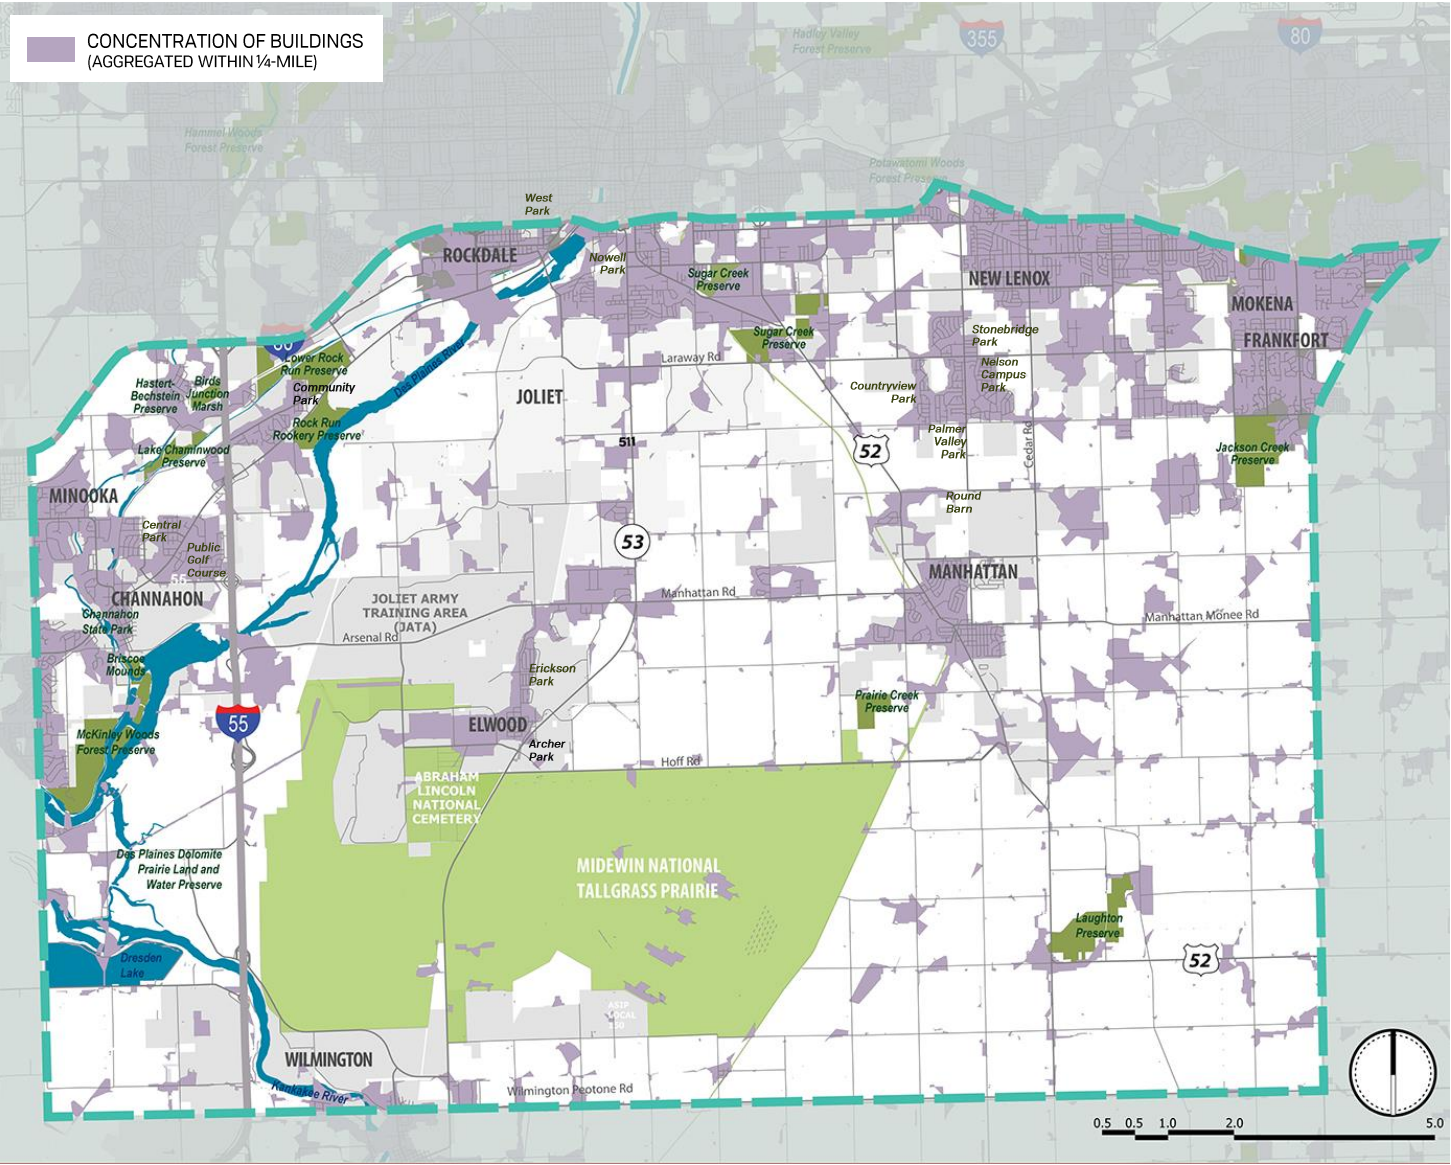 CONCENTRATION OF BUILDINGS
(AGGREGATED WITHIN ¼-MILE)
Hadley Valley
Forest Preserve
355
80
Hammel Woods
Forest Preserve
Potawatomi Woods
Forest Preserve
West
Park
ROCKDALE
Nowell
Park
Sugar Creek
Preserve
NEW LENOX
MOKENA
FRANKFORT
Sugar Creek
Preserve
Stonebridge
Park
80
Lower Rock
Run Preserve
Laraway Rd
Des Plaines River
Hastert-
Bechstein
Preserve
Birds
Junction
Marsh
Community
Park
JOLIET
Countryview
Park
Nelson
Campus
Park
Rock Run
Rookery Preserve
511
52
Palmer
Valley
Park
Cedar Rd
Jackson Creek
Preserve
Lake Chaminwood
Preserve
MINOOKA
Round
Barn
Central
Park
Public
Golf
Course
53
55
CHANNAHON
MANHATTAN
JOLIET ARMY
TRAINING AREA
(JATA)
Manhattan Rd
Manhattan Monee Rd
Channahon
State Park
Arsenal Rd
Briscoe
Mounds
Erickson
Park
Prairie Creek
Preserve
55
ELWOOD
McKinley Woods
Forest Preserve
Archer
Park
Hoff Rd
ABRAHAM
LINCOLN
NATIONAL
CEMETERY
MIDEWIN NATIONAL
TALLGRASS PRAIRIE
Des Plaines Dolomite
Prairie Land and
Water Preserve
Laughton
Preserve
52
Dresden
Lake
ASIP
LOCAL
150
WILMINGTON
Kankakee River
Wilmington Peotone Rd
0.5 0.5 1.0 2.0 5.0